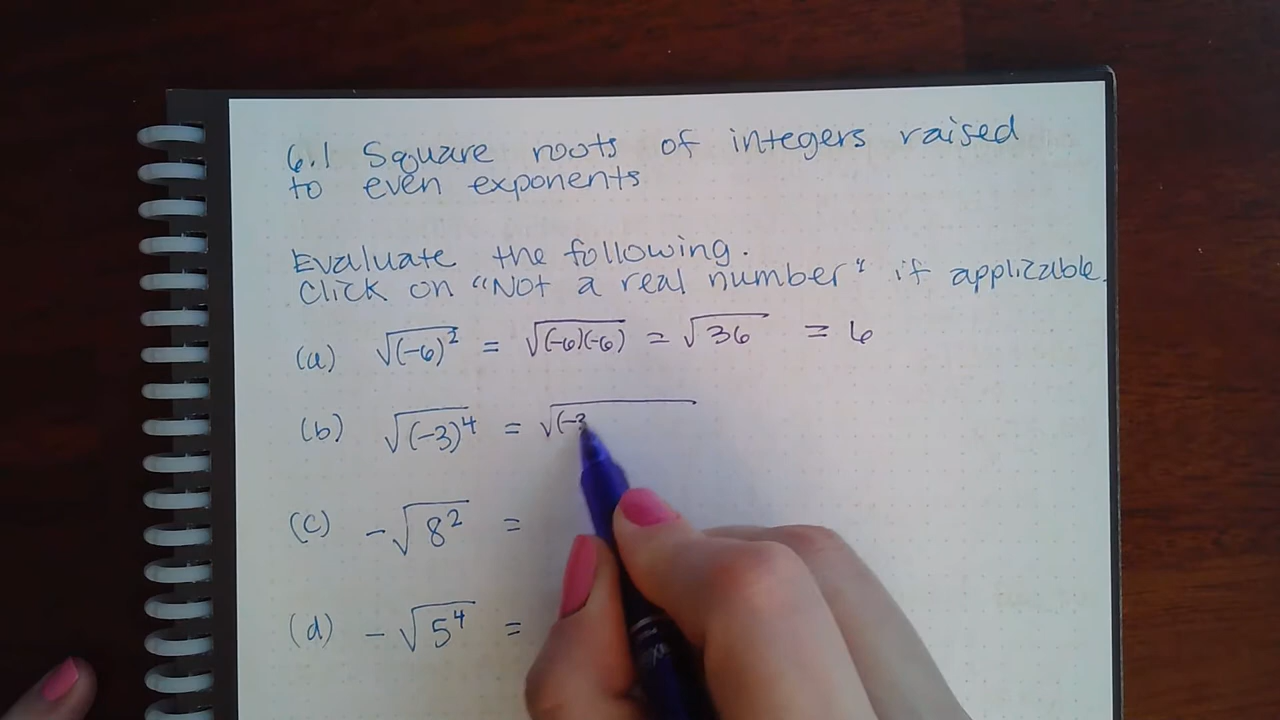 6.1 Square roots of integers raised
to even exponents
Evaluate the following.
Click on "Not a real number" if applicable.
(a) √(-6)² = √(-6)(-6) = √36 = 6
(b) √(-3)⁴ = √(-3
(c) -√8² =
(d) -√5⁴ =